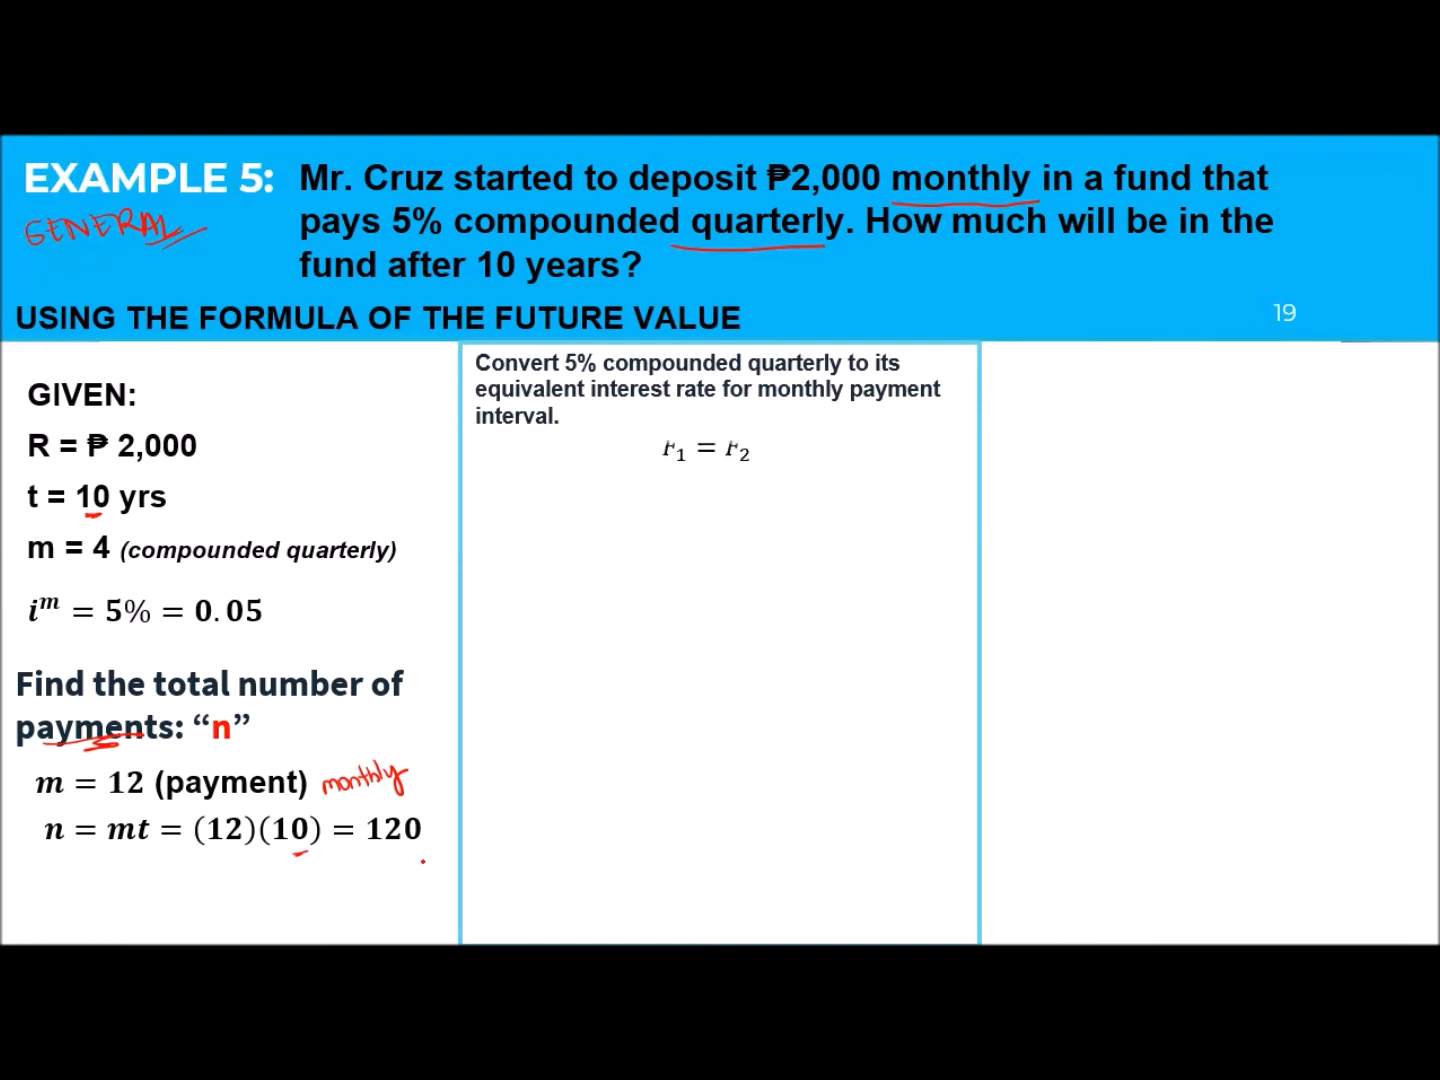 EXAMPLE 5: Mr. Cruz started to deposit ₱2,000 monthly in a fund that
GENERAL pays 5% compounded quarterly. How much will be in the
fund after 10 years?
USING THE FORMULA OF THE FUTURE VALUE 19
GIVEN:
R = ₱ 2,000
t = 10 yrs
m = 4 (compounded quarterly)
i^m = 5% = 0.05
Find the total number of
payments: “n”
m = 12 (payment) monthly
n = mt = (12)(10) = 120
Convert 5% compounded quarterly to its
equivalent interest rate for monthly payment
interval.
F₁ = F₂